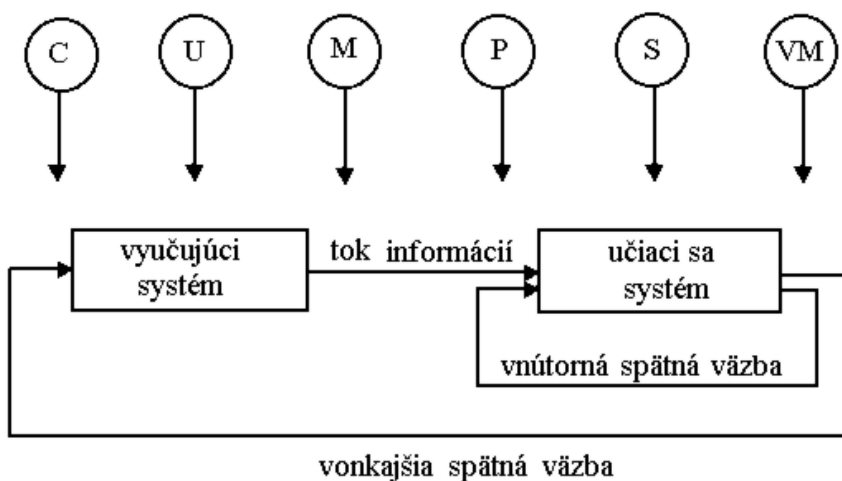 C U M P S VM
vyučujúci
systém
tok informácií
učiaci sa
systém
vnútorná spätná väzba
vonkajšia spätná väzba